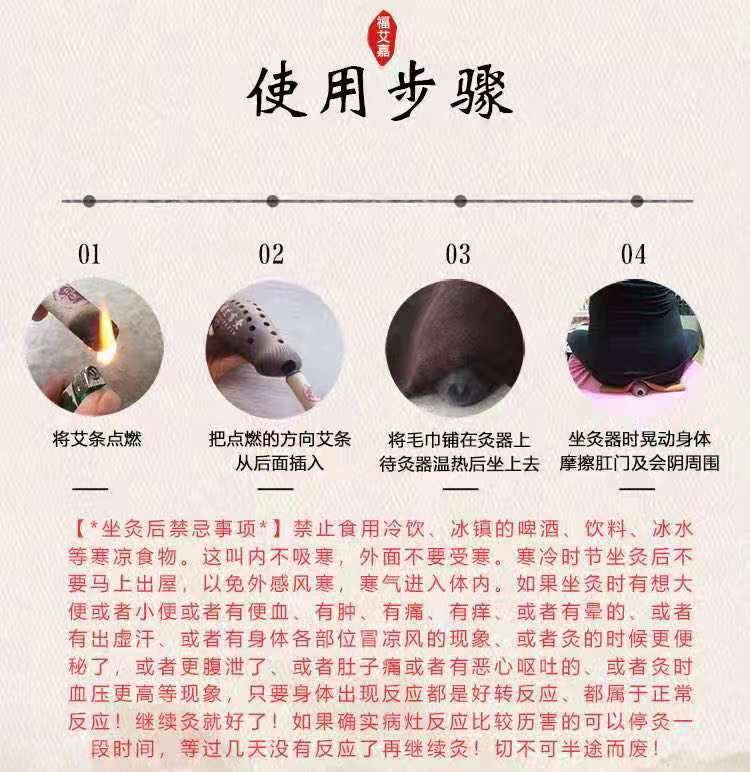 福艾嘉
使用步骤
01
02
03
04
将艾条点燃
把点燃的方向艾条
从后面插入
将毛巾铺在灸器上
待灸器温热后坐上去
坐灸器时晃动身体
摩擦肛门及会阴周围
【*坐灸后禁忌事项*】禁止食用冷饮、冰镇的啤酒、饮料、冰水
等寒凉食物。这叫内不吸寒，外面不要受寒。寒冷时节坐灸后不
要马上出屋，以免外感风寒，寒气进入体内。如果坐灸时有想大
便或者小便或者有便血、有肿、有痛、有痒、或者有晕的、或者
有出虚汗、或者有身体各部位冒凉风的现象、或者灸的时候更便
秘了，或者更腹泄了、或者肚子痛或者有恶心呕吐的、或者灸时
血压更高等现象，只要身体出现反应都是好转反应、都属于正常
反应！继续灸就好了！如果确实病灶反应比较历害的可以停灸一
段时间，等过几天没有反应了再继续灸！切不可半途而废！